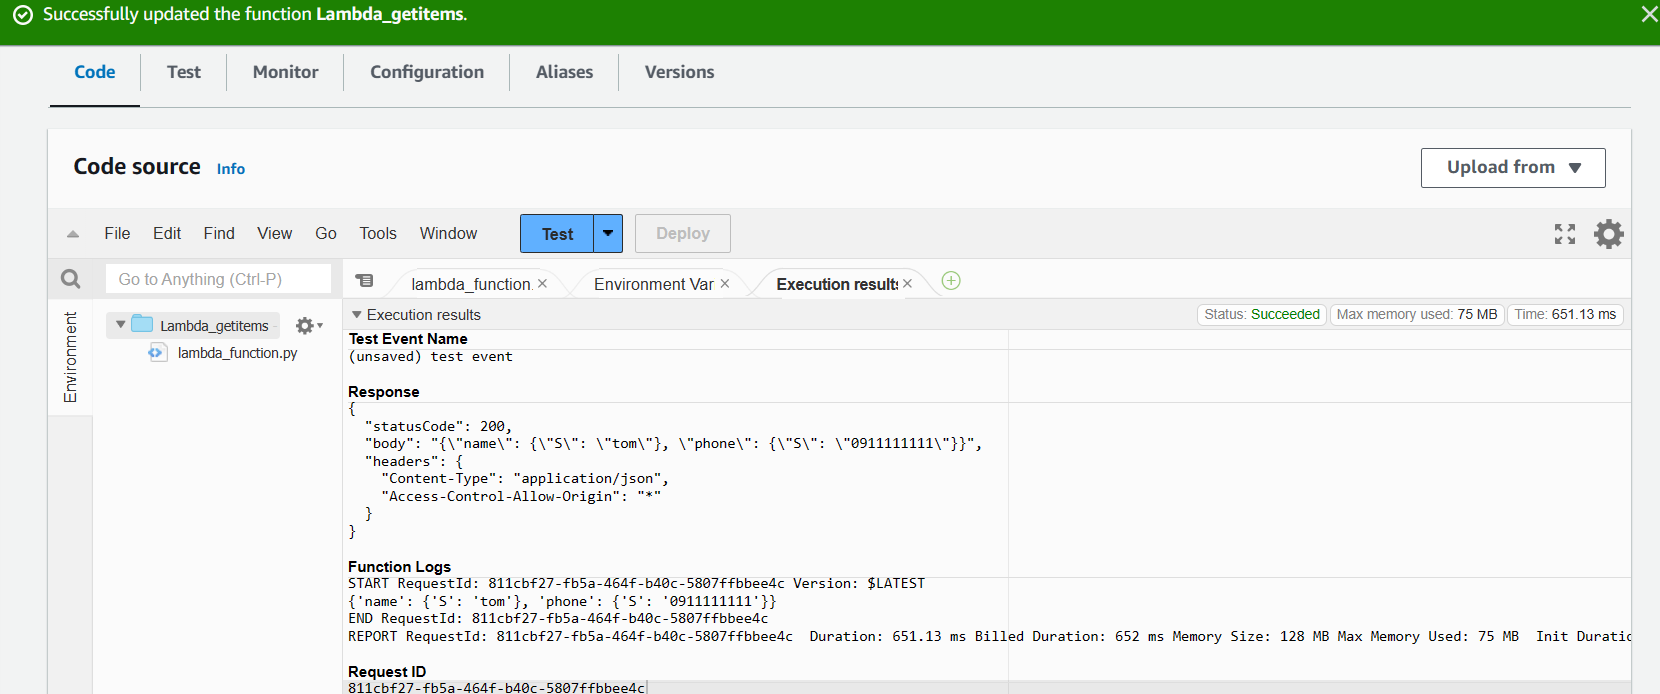 Successfully updated the function Lambda_getitems.
Code Test Monitor Configuration Aliases Versions
Code source Info Upload from
File Edit Find View Go Tools Window Test Deploy
Go to Anything (Ctrl-P) lambda_function. Environment Var Execution results
Environment
Lambda_getitems
lambda_function.py
Execution results Status: Succeeded Max memory used: 75 MB Time: 651.13 ms
Test Event Name
(unsaved) test event
Response
{
  "statusCode": 200,
  "body": "{\"name\": {\"S\": \"tom\"}, \"phone\": {\"S\": \"0911111111\"}}",
  "headers": {
    "Content-Type": "application/json",
    "Access-Control-Allow-Origin": "*"
  }
}
Function Logs
START RequestId: 811cbf27-fb5a-464f-b40c-5807ffbbee4c Version: $LATEST
{'name': {'S': 'tom'}, 'phone': {'S': '0911111111'}}
END RequestId: 811cbf27-fb5a-464f-b40c-5807ffbbee4c
REPORT RequestId: 811cbf27-fb5a-464f-b40c-5807ffbbee4c Duration: 651.13 ms Billed Duration: 652 ms Memory Size: 128 MB Max Memory Used: 75 MB Init Duratio
Request ID
811cbf27-fb5a-464f-b40c-5807ffbbee4c